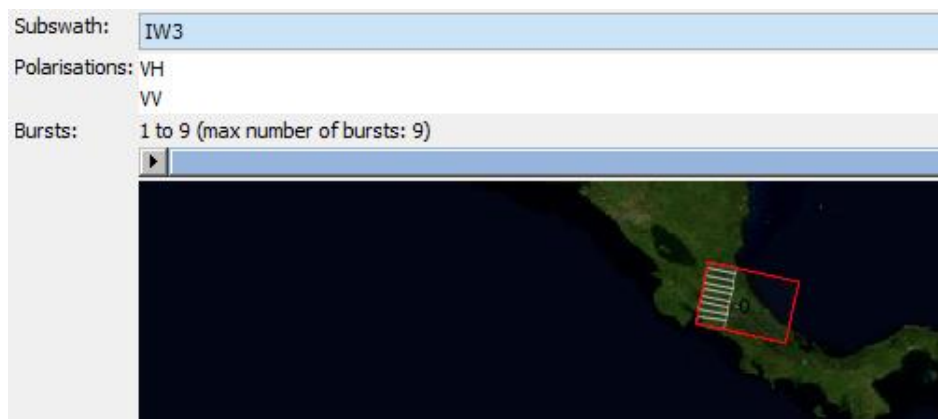 Subswath: IW3
Polarisations: VH
VV
Bursts: 1 to 9 (max number of bursts: 9)